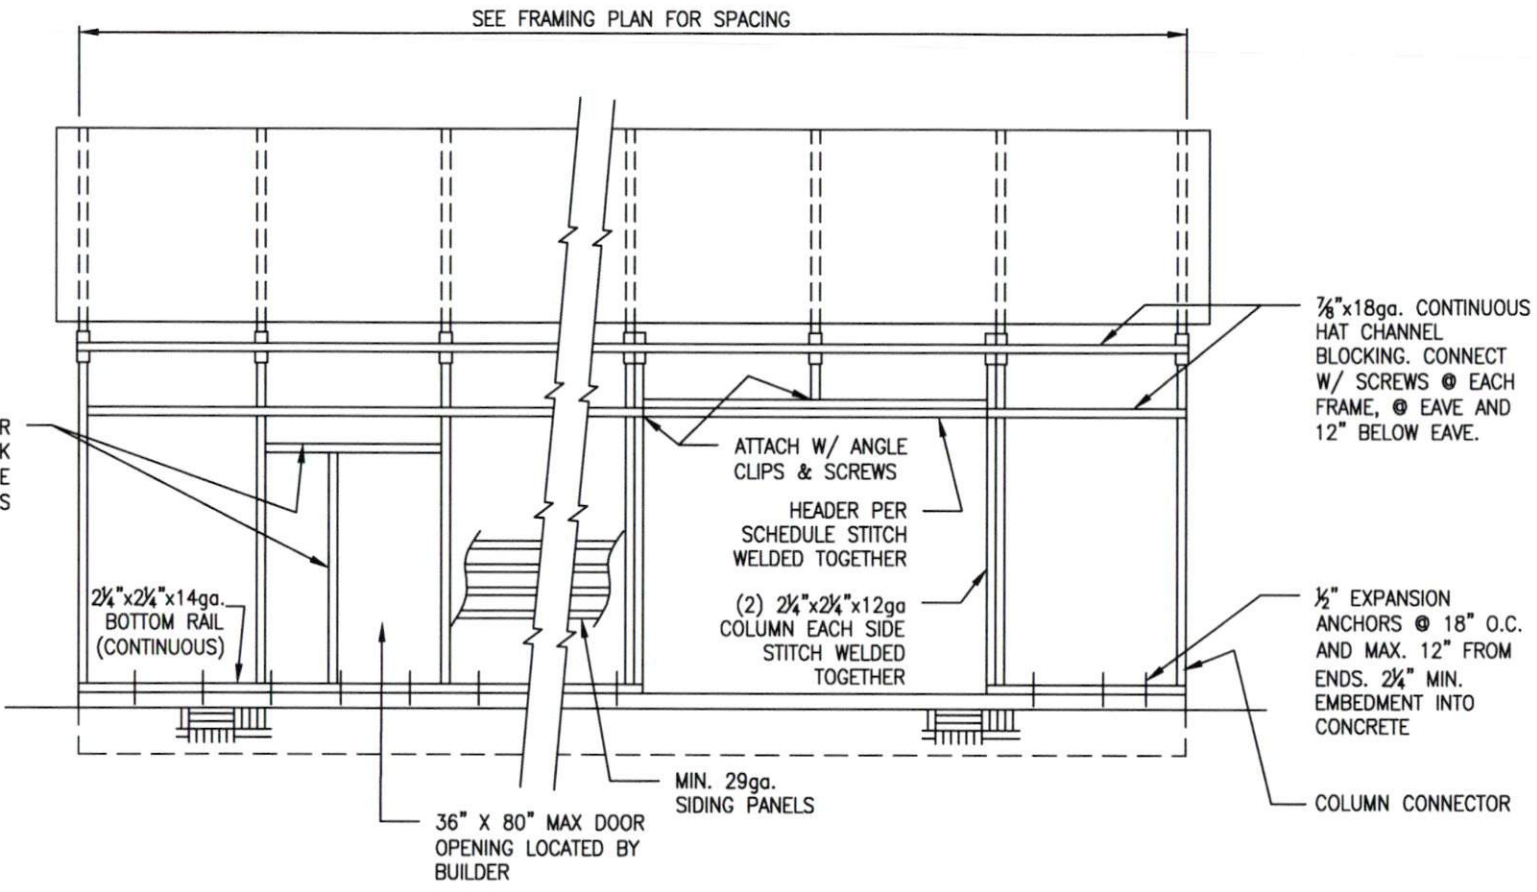 SEE FRAMING PLAN FOR SPACING
⅞"x18ga. CONTINUOUS
HAT CHANNEL
BLOCKING. CONNECT
W/ SCREWS @ EACH
FRAME, @ EAVE AND
12" BELOW EAVE.
R
K
E
S
ATTACH W/ ANGLE
CLIPS & SCREWS
HEADER PER
SCHEDULE STITCH
WELDED TOGETHER
2¼"x2¼"x14ga.
BOTTOM RAIL
(CONTINUOUS)
(2) 2¼"x2¼"x12ga
COLUMN EACH SIDE
STITCH WELDED
TOGETHER
½" EXPANSION
ANCHORS @ 18" O.C.
AND MAX. 12" FROM
ENDS. 2¼" MIN.
EMBEDMENT INTO
CONCRETE
MIN. 29ga.
SIDING PANELS
COLUMN CONNECTOR
36" X 80" MAX DOOR
OPENING LOCATED BY
BUILDER